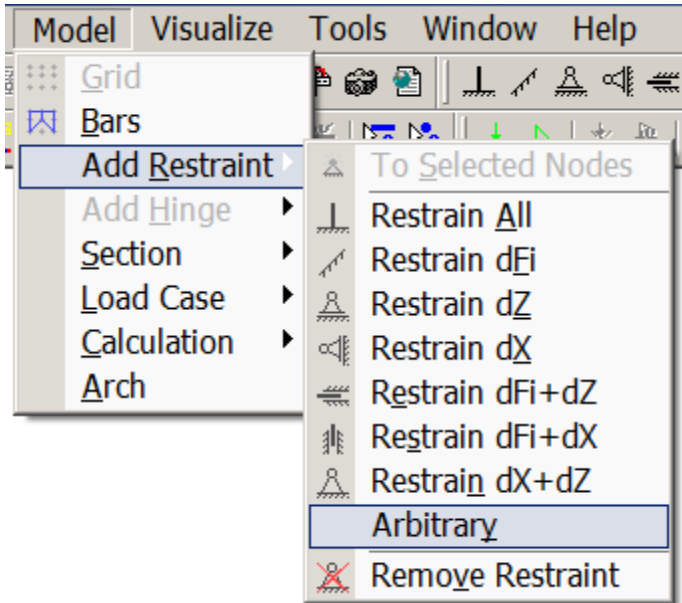 Model Visualize Tools Window Help
Grid
Bars
Add Restraint
Add Hinge
Section
Load Case
Calculation
Arch
To Selected Nodes
Restrain All
Restrain dFi
Restrain dZ
Restrain dX
Restrain dFi+dZ
Restrain dFi+dX
Restrain dX+dZ
Arbitrary
Remove Restraint